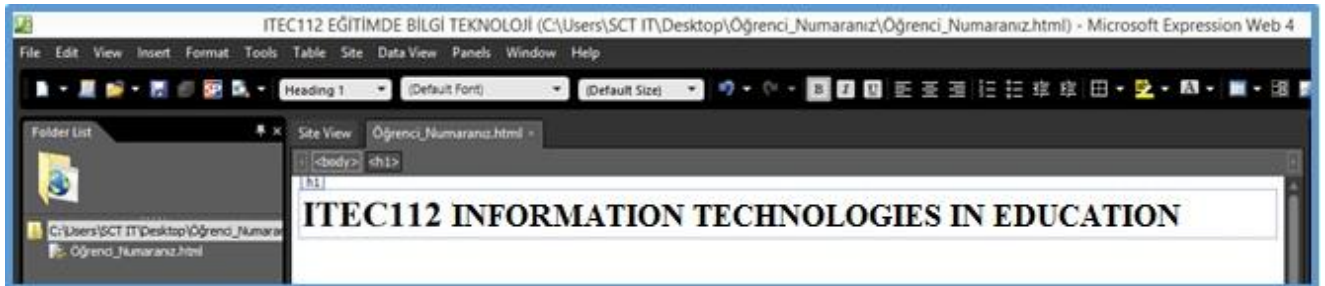 ITEC112 EĞİTİMDE BİLGİ TEKNOLOJİ (C:\Users\SCT IT\Desktop\Öğrenci_Numaranız\Öğrenci_Numaranız.html) - Microsoft Expression Web 4
File Edit View Insert Format Tools Table Site Data View Panels Window Help
Heading 1 (Default Font) (Default Size) B I U A
Folder List Site View Öğrenci_Numaranız.html
<body> <h1>
h1
ITEC112 INFORMATION TECHNOLOGIES IN EDUCATION
C:\Users\SCT IT\Desktop\Öğrenci_Numaran
Öğrenci_Numaranız.html